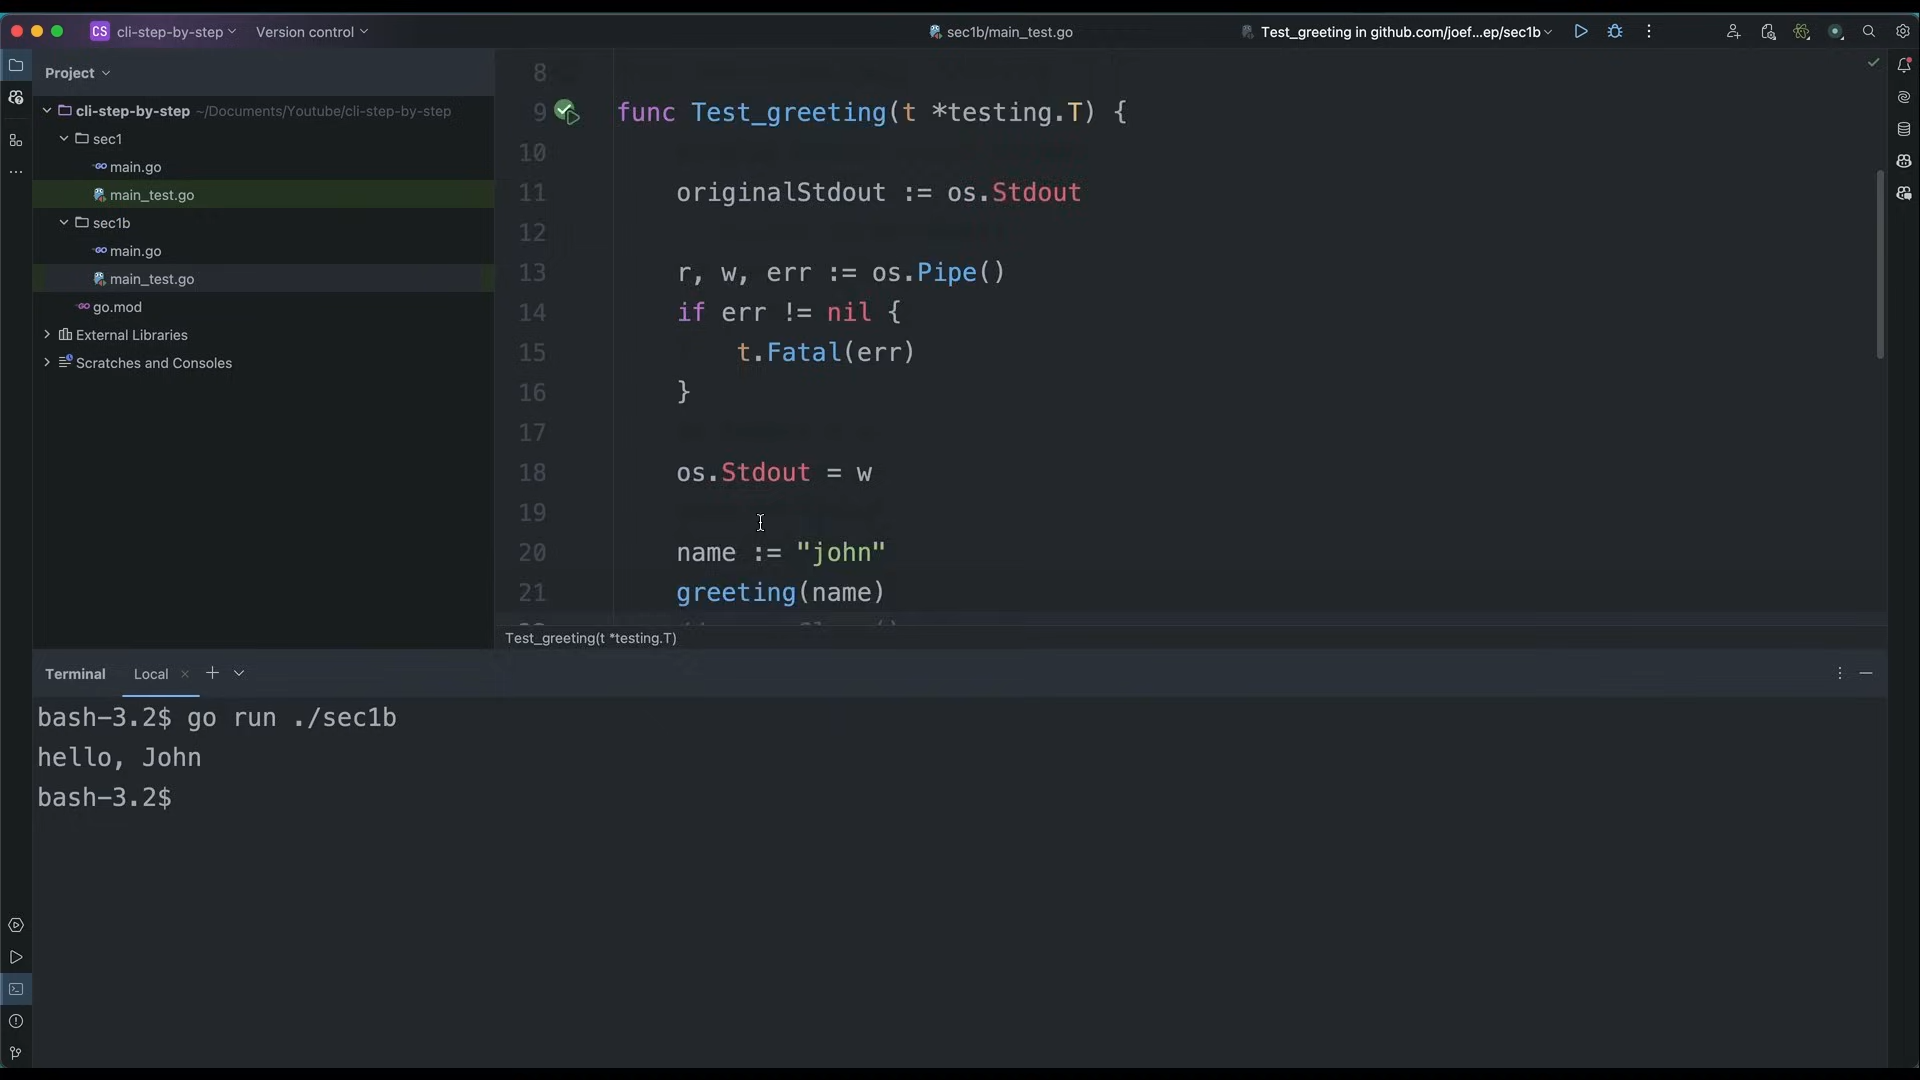 CS cli-step-by-step Version control sec1b/main_test.go Test_greeting in github.com/joef...ep/sec1b
Project
cli-step-by-step ~/Documents/Youtube/cli-step-by-step
sec1
main.go
main_test.go
sec1b
main.go
main_test.go
go.mod
External Libraries
Scratches and Consoles
8
9 func Test_greeting(t *testing.T) {
10
11 originalStdout := os.Stdout
12
13 r, w, err := os.Pipe()
14 if err != nil {
15 t.Fatal(err)
16 }
17
18 os.Stdout = w
19
20 name := "john"
21 greeting(name)
Test_greeting(t *testing.T)
Terminal Local
bash-3.2$ go run ./sec1b
hello, John
bash-3.2$